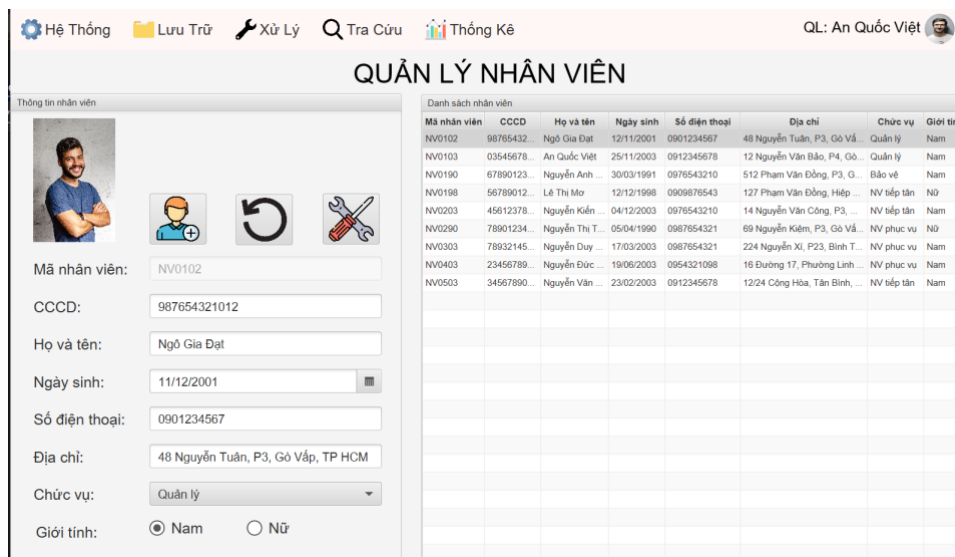 Hệ Thống Lưu Trữ Xử Lý Tra Cứu Thống Kê QL: An Quốc Việt
QUẢN LÝ NHÂN VIÊN
Thông tin nhân viên
Mã nhân viên: NV0102
CCCD: 987654321012
Họ và tên: Ngô Gia Đạt
Ngày sinh: 11/12/2001
Số điện thoại: 0901234567
Địa chỉ: 48 Nguyễn Tuân, P3, Gò Vấp, TP HCM
Chức vụ: Quản lý
Giới tính: Nam Nữ
Danh sách nhân viên
Mã nhân viên CCCD Họ và tên Ngày sinh Số điện thoại Địa chỉ Chức vụ Giới tín
NV0102 98765432... Ngô Gia Đạt 12/11/2001 0901234567 48 Nguyễn Tuân, P3, Gò Vấ... Quản lý Nam
NV0103 03545678... An Quốc Việt 25/11/2003 0912345678 12 Nguyễn Văn Bảo, P4, Gò... Quản lý Nam
NV0190 67890123... Nguyễn Anh ... 30/03/1991 0976543210 512 Phạm Văn Đồng, P3, G... Bảo vệ Nam
NV0198 56789012... Lê Thị Mơ 12/12/1998 0909876543 127 Phạm Văn Đồng, Hiệp ... NV tiếp tân Nữ
NV0203 45612378... Nguyễn Kiến ... 04/12/2003 0976543210 14 Nguyễn Văn Công, P3, ... NV tiếp tân Nam
NV0290 78901234... Nguyễn Thị T... 05/04/1990 0987654321 69 Nguyễn Kiệm, P3, Gò Vấ... NV phục vụ Nữ
NV0303 78932145... Nguyễn Duy ... 17/03/2003 0987654321 224 Nguyễn Xí, P23, Bình T... NV phục vụ Nam
NV0403 23456789... Nguyễn Đức ... 19/06/2003 0954321098 16 Đường 17, Phường Linh ... NV phục vụ Nam
NV0503 34567890... Nguyễn Văn ... 23/02/2003 0912345678 12/24 Cộng Hòa, Tân Bình, ... NV tiếp tân Nam